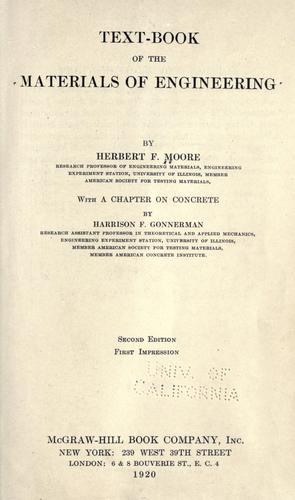 TEXT-BOOK
OF THE
MATERIALS OF ENGINEERING
BY
HERBERT F. MOORE
RESEARCH PROFESSOR OF ENGINEERING MATERIALS, ENGINEERING
EXPERIMENT STATION, UNIVERSITY OF ILLINOIS, MEMBER
AMERICAN SOCIETY FOR TESTING MATERIALS,
WITH A CHAPTER ON CONCRETE
BY
HARRISON F. GONNERMAN
RESEARCH ASSISTANT PROFESSOR IN THEORETICAL AND APPLIED MECHANICS,
ENGINEERING EXPERIMENT STATION, UNIVERSITY OF ILLINOIS,
MEMBER AMERICAN SOCIETY FOR TESTING MATERIALS,
MEMBER AMERICAN CONCRETE INSTITUTE.
SECOND EDITION
FIRST IMPRESSION
UNIV. OF
CALIFORNIA
McGRAW-HILL BOOK COMPANY, INC.
NEW YORK: 239 WEST 39TH STREET
LONDON: 6 & 8 BOUVERIE ST., E. C. 4
1920